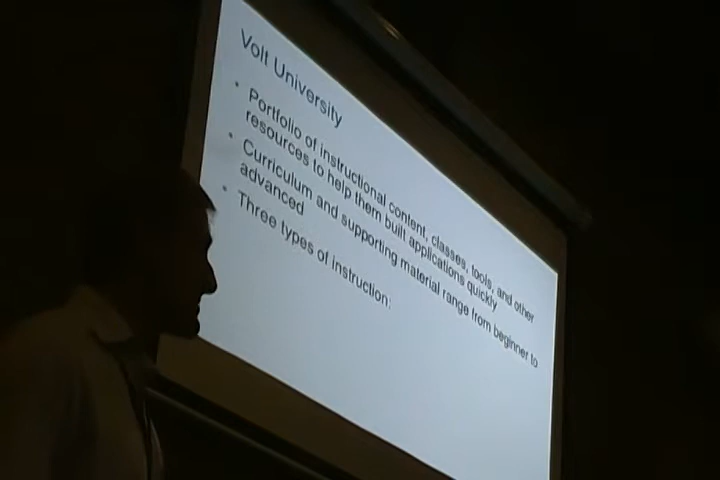 Volt University
• Portfolio of instructional content, classes, tools, and other
resources to help them built applications quickly
• Curriculum and supporting material range from beginner to
advanced
• Three types of instruction: